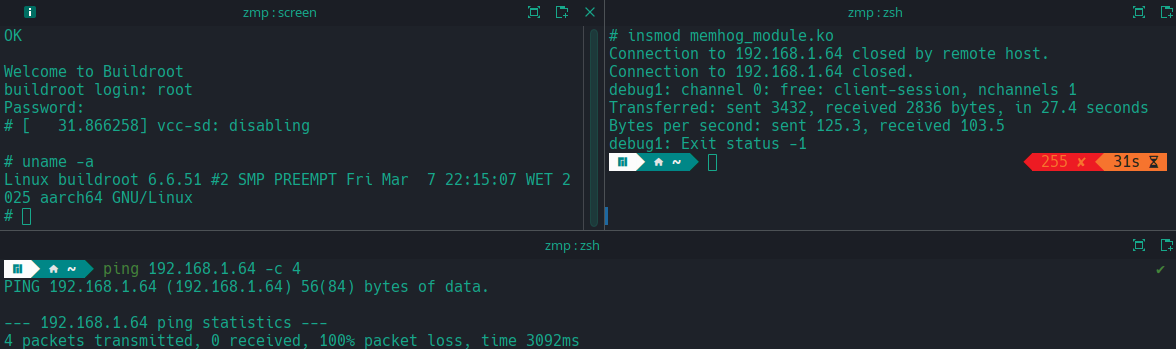 zmp : screen
OK
Welcome to Buildroot
buildroot login: root
Password:
# [   31.866258] vcc-sd: disabling
# uname -a
Linux buildroot 6.6.51 #2 SMP PREEMPT Fri Mar  7 22:15:07 WET 2
025 aarch64 GNU/Linux
#
zmp : zsh
# insmod memhog_module.ko
Connection to 192.168.1.64 closed by remote host.
Connection to 192.168.1.64 closed.
debug1: channel 0: free: client-session, nchannels 1
Transferred: sent 3432, received 2836 bytes, in 27.4 seconds
Bytes per second: sent 125.3, received 103.5
debug1: Exit status -1
~ 255 ✘ 31s
zmp : zsh
~ ping 192.168.1.64 -c 4 ✔
PING 192.168.1.64 (192.168.1.64) 56(84) bytes of data.
--- 192.168.1.64 ping statistics ---
4 packets transmitted, 0 received, 100% packet loss, time 3092ms